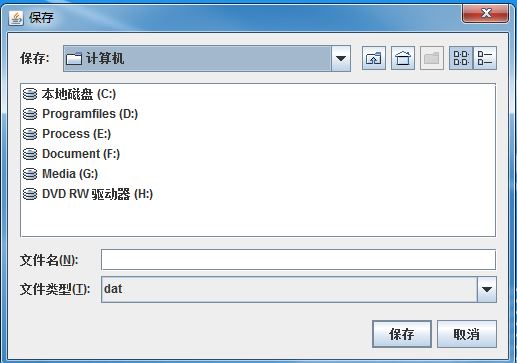 保存
保存: 计算机
本地磁盘 (C:)
Programfiles (D:)
Process (E:)
Document (F:)
Media (G:)
DVD RW 驱动器 (H:)
文件名(N):
文件类型(T): dat
保存 取消